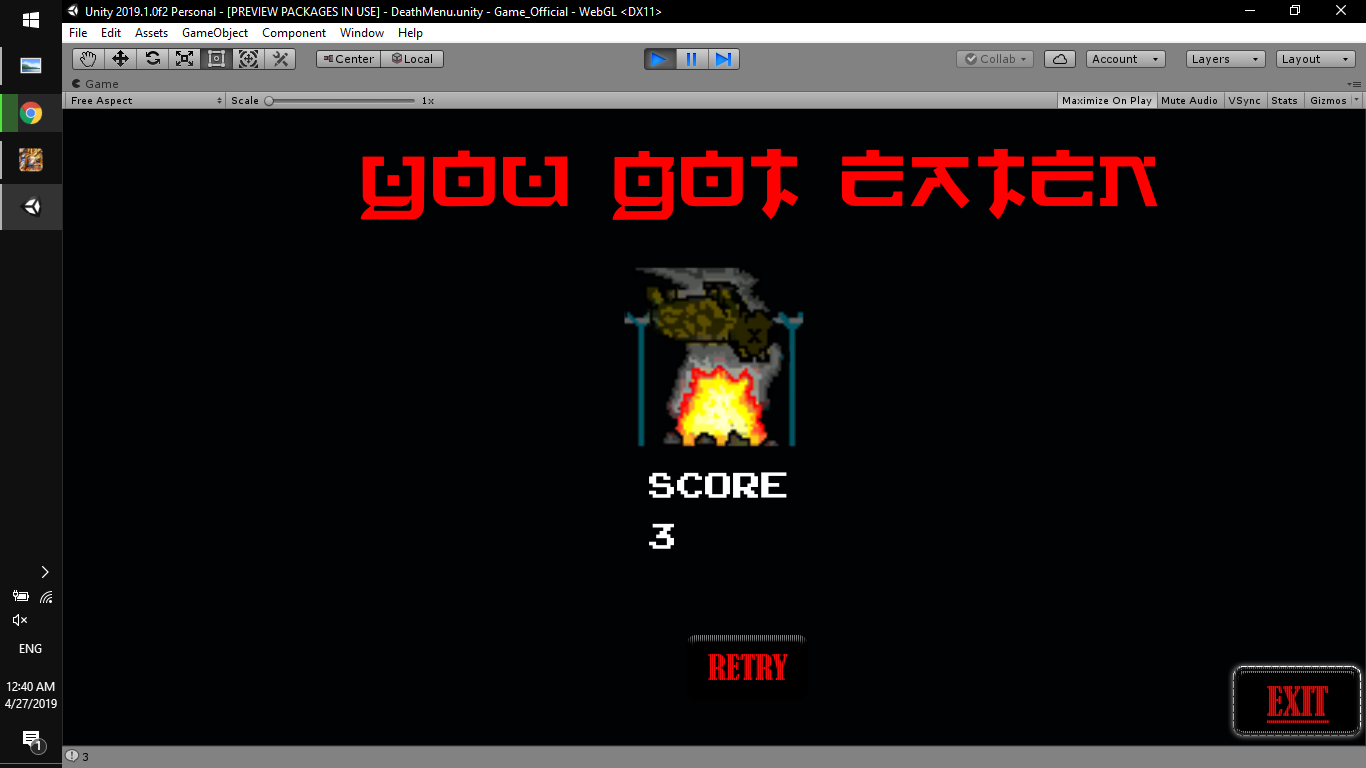 Unity 2019.1.0f2 Personal - [PREVIEW PACKAGES IN USE] - DeathMenu.unity - Game_Official - WebGL <DX11>
File Edit Assets GameObject Component Window Help
Center Local Collab Account Layers Layout
Game
Free Aspect Scale 1x Maximize On Play Mute Audio VSync Stats Gizmos
YOU GOT EATEN
SCORE
3
RETRY
EXIT
ENG
12:40 AM
4/27/2019
1
3